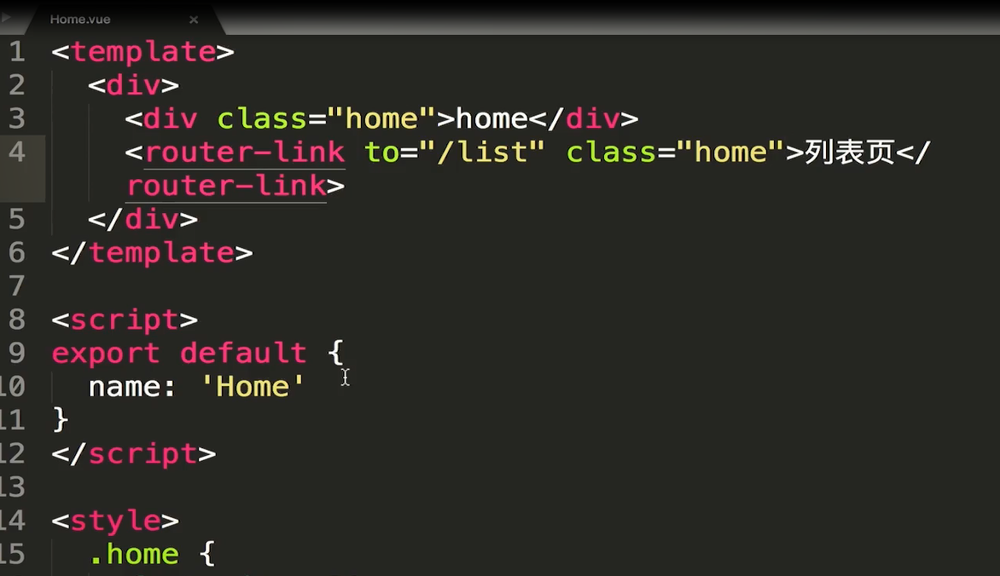 Home.vue ×
1 <template>
2   <div>
3     <div class="home">home</div>
4     <router-link to="/list" class="home">列表页</
    router-link>
5   </div>
6 </template>
7
8 <script>
9 export default {
10   name: 'Home'
11 }
12 </script>
13
14 <style>
15   .home {